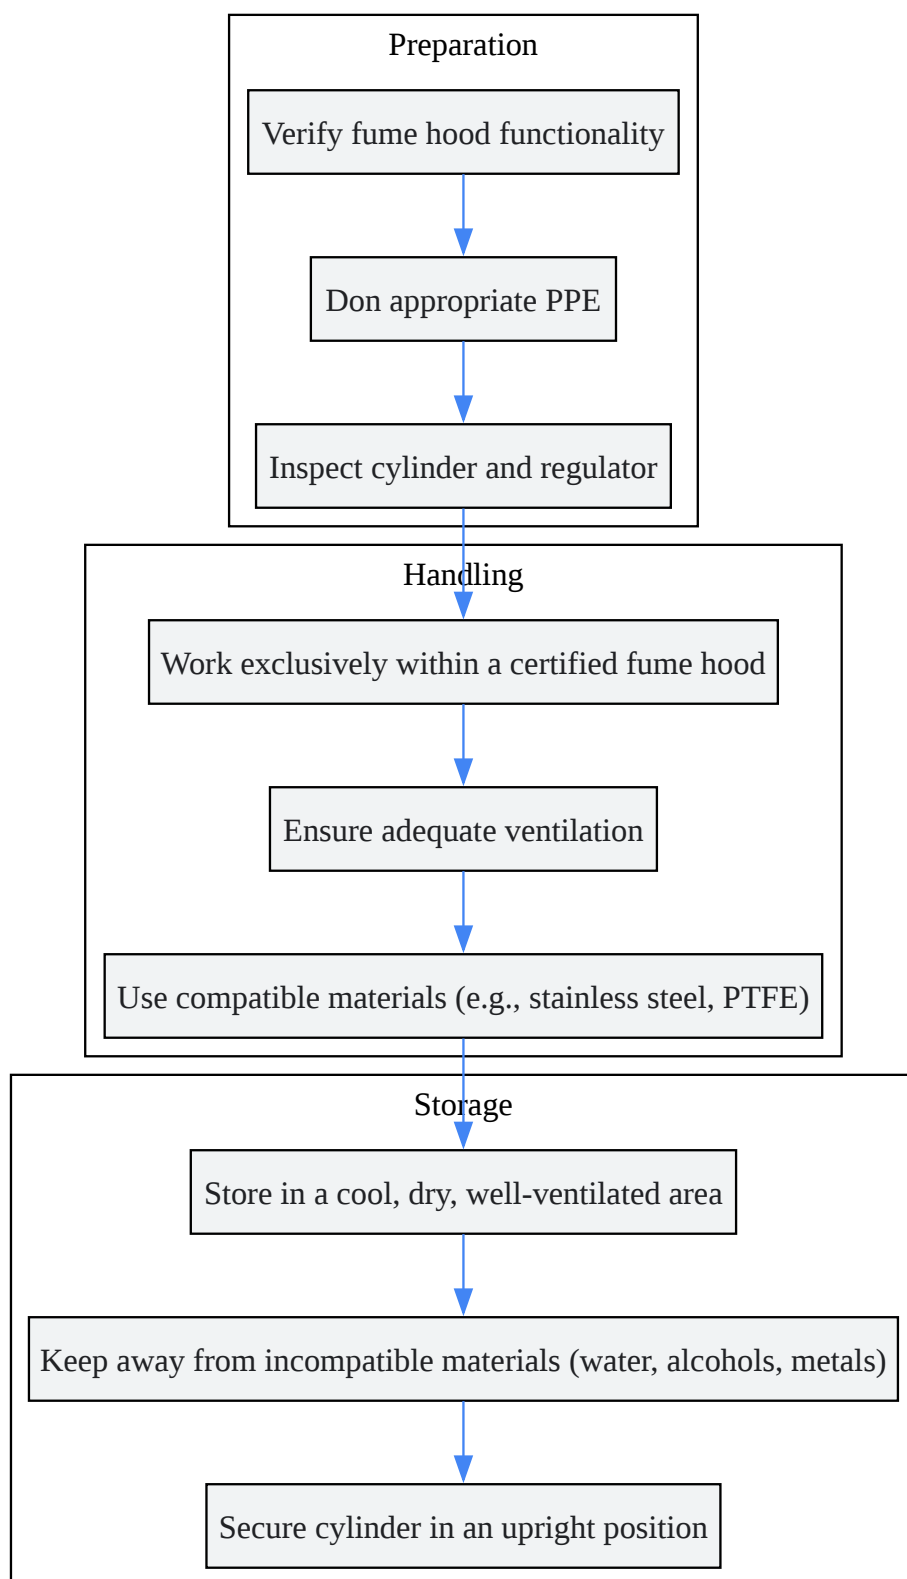 Preparation
Verify fume hood functionality
Don appropriate PPE
Inspect cylinder and regulator
Handling
Work exclusively within a certified fume hood
Ensure adequate ventilation
Use compatible materials (e.g., stainless steel, PTFE)
Storage
Store in a cool, dry, well-ventilated area
Keep away from incompatible materials (water, alcohols, metals)
Secure cylinder in an upright position